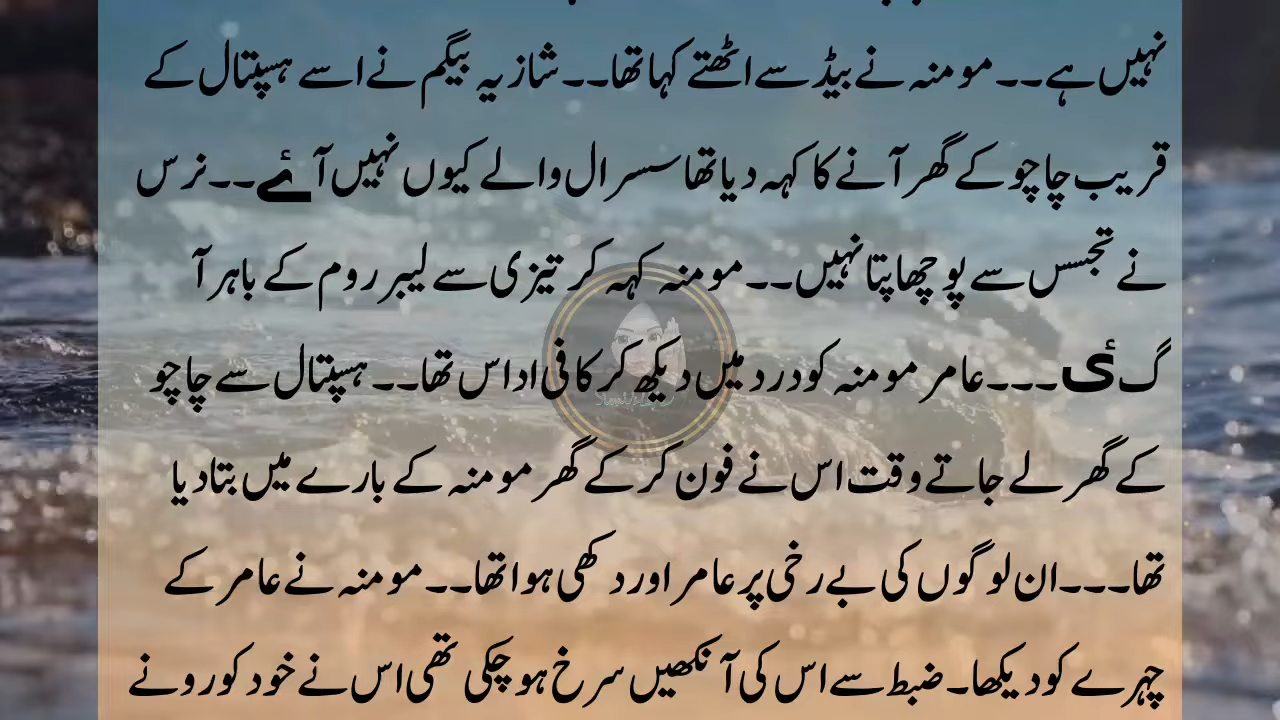 نہیں ہے۔۔مومنہ نے بیڈ سے اٹھتے کہا تھا۔۔شازیہ بیگم نے اسے ہسپتال کے
قریب چاچو کے گھر آنے کا کہہ دیا تھا سسرال والے کیوں نہیں آئے۔۔نرس
نے تجسس سے پوچھا پتا نہیں۔۔مومنہ کہہ کر تیزی سے لیبر روم کے باہر آ
گئ۔۔۔عامر مومنہ کو درد میں دیکھ کر کافی اداس تھا۔۔ہسپتال سے چاچو
کے گھر لے جاتے وقت اس نے فون کر کے گھر مومنہ کے بارے میں بتا دیا
تھا۔۔۔ان لوگوں کی بے رخی پر عامر اور دکھی ہوا تھا۔۔مومنہ نے عامر کے
چہرے کو دیکھا۔ضبط سے اس کی آنکھیں سرخ ہو چکی تھی اس نے خود کو رونے